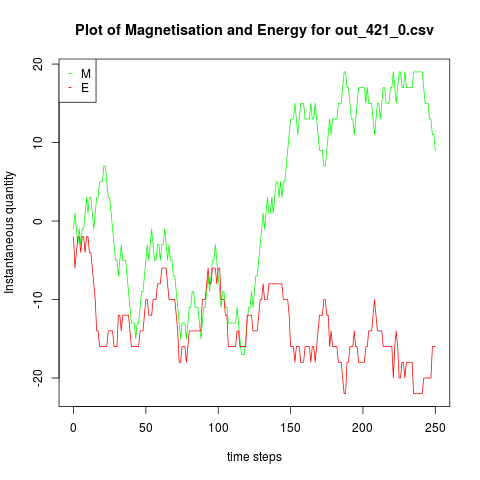 Plot of Magnetisation and Energy for out_421_0.csv
M
E
Instantaneous quantity
20
10
0
-10
-20
0
50
100
150
200
250
time steps